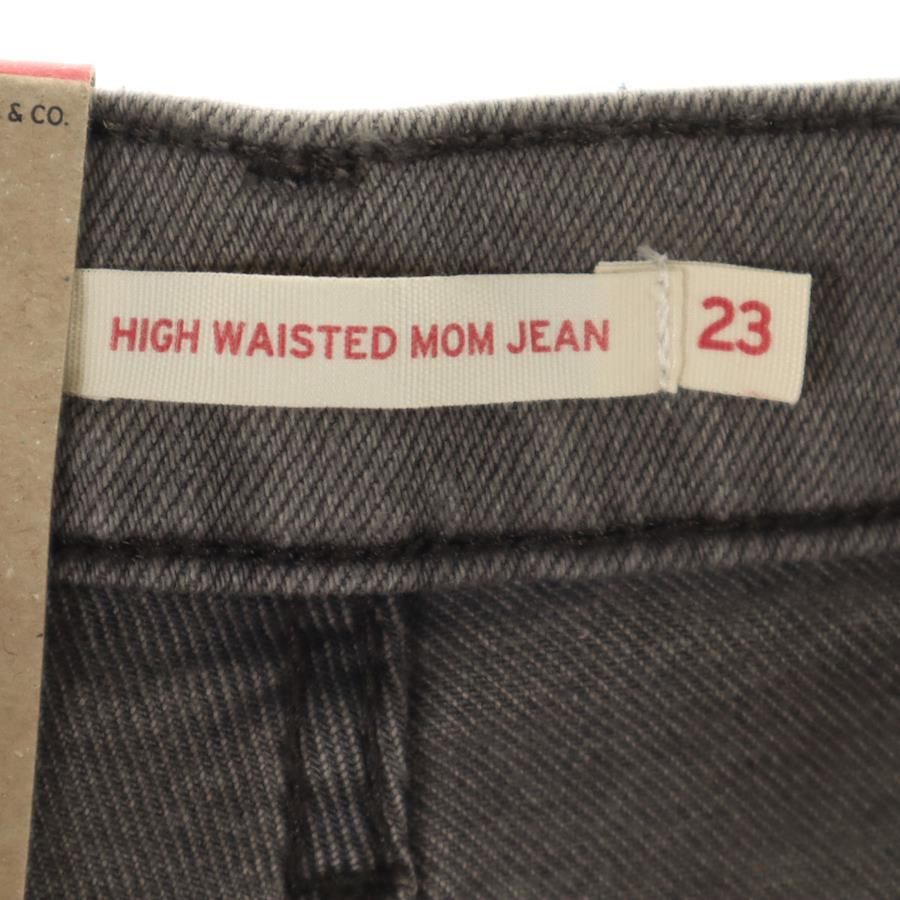 & CO.
HIGH WAISTED MOM JEAN
23